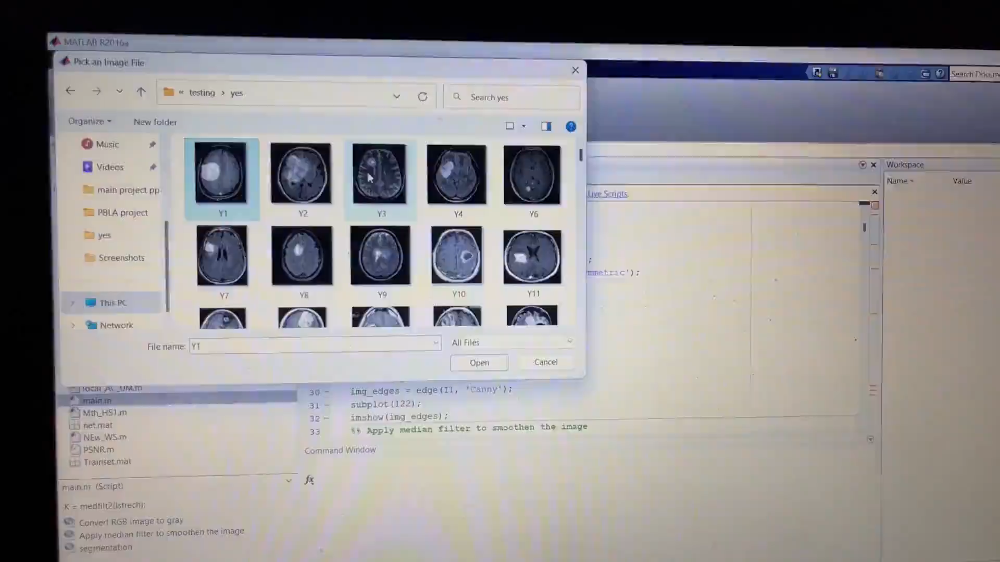 MATLAB R2016a
Pick an Image File
« testing › yes
Search yes
Search Docume
Organize
New folder
Music
Videos
main project pp
PBLA project
yes
Screenshots
This PC
Network
Y1
Y2
Y3
Y4
Y6
Y7
Y8
Y9
Y10
Y11
File name: Y1
All Files
Open
Cancel
Workspace
Name
Value
Live Scripts.
;
mmetric');
main.m
Mth_HS1.m
net.mat
NEw_WS.m
PSNR.m
Trainset.mat
30 – img_edges = edge(I1, 'Canny');
31 – subplot(122);
32 – imshow(img_edges);
33 %% Apply median filter to smoothen the image
Command Window
fx
main.m (Script)
K = medfilt2(Istrech);
Convert RGB image to gray
Apply median filter to smoothen the image
segmentation